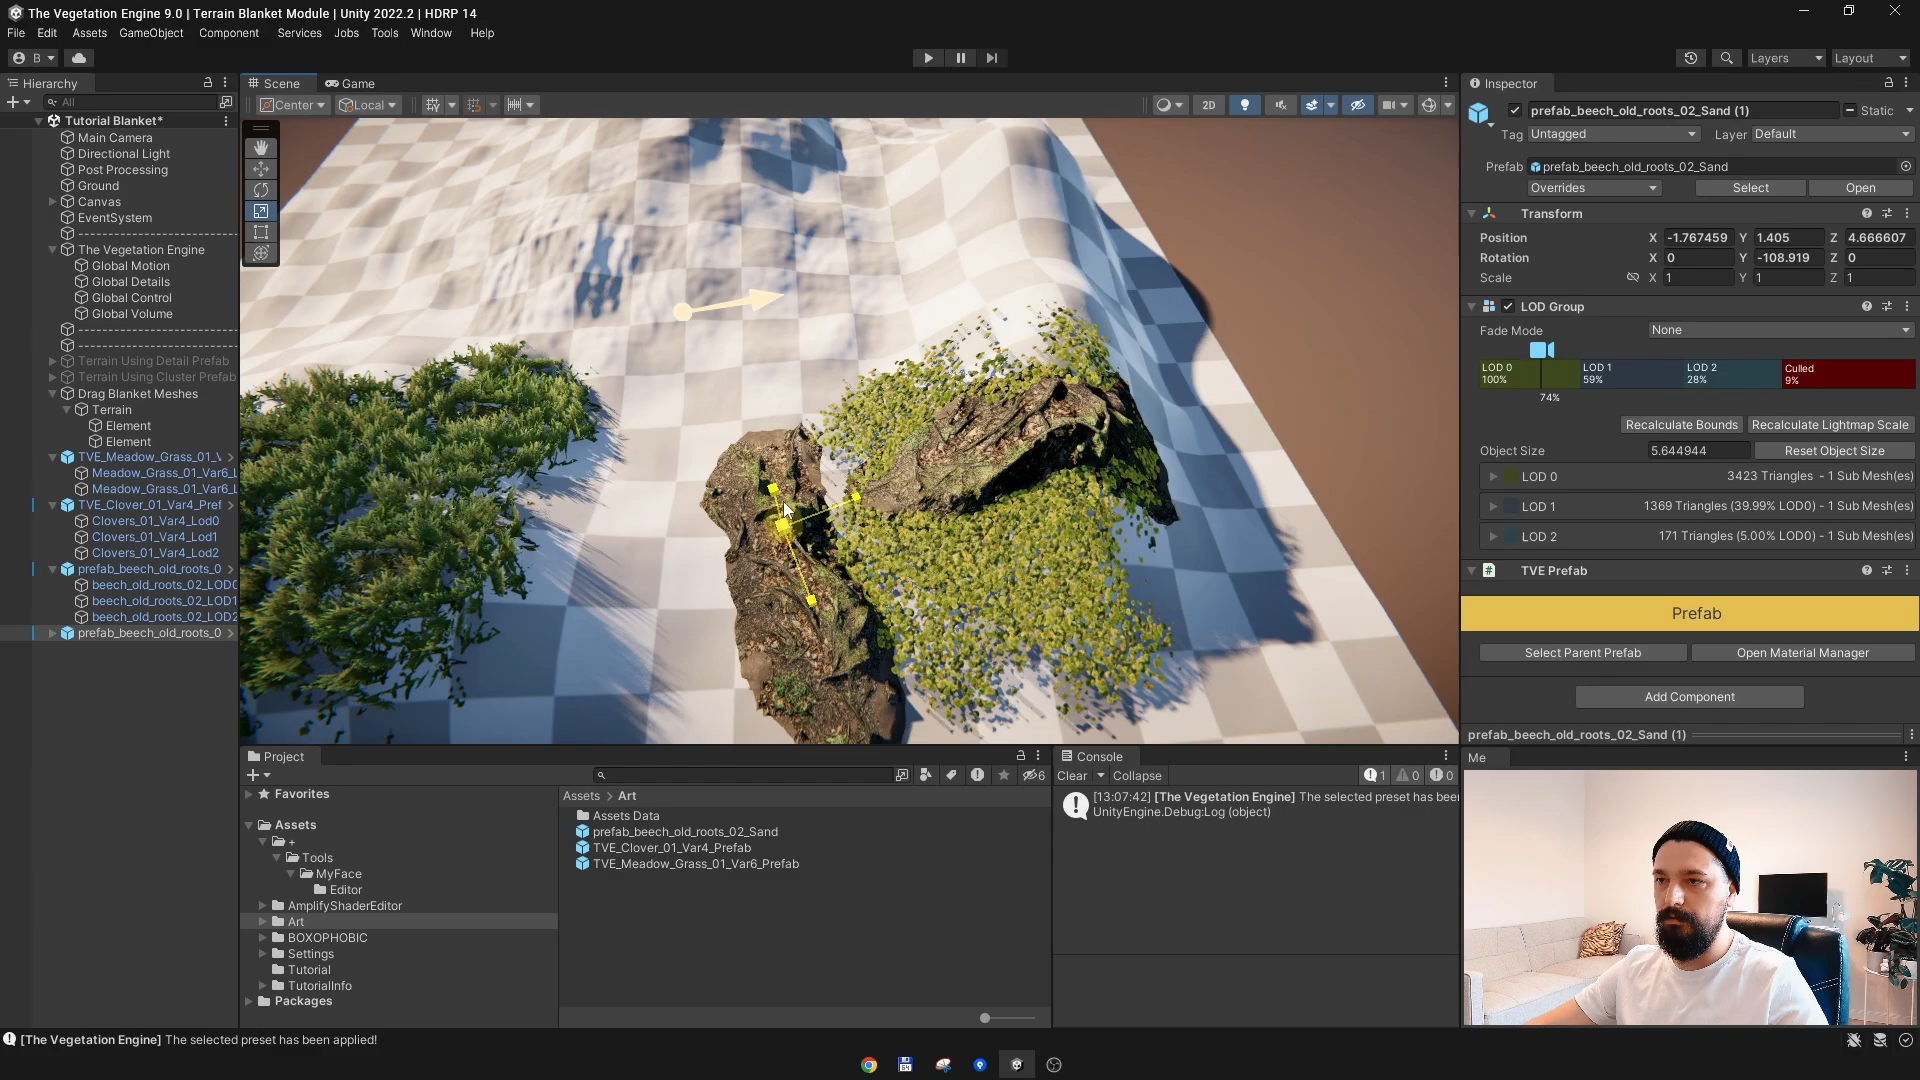 The Vegetation Engine 9.0 | Terrain Blanket Module | Unity 2022.2 | HDRP 14
File Edit Assets GameObject Component Services Jobs Tools Window Help
B
Layers Layout
Hierarchy
All
Tutorial Blanket*
Main Camera
Directional Light
Post Processing
Ground
Canvas
EventSystem
The Vegetation Engine
Global Motion
Global Details
Global Control
Global Volume
Terrain Using Detail Prefab
Terrain Using Cluster Prefab
Drag Blanket Meshes
Terrain
Element
Element
TVE_Meadow_Grass_01_V
Meadow_Grass_01_Var6_L
Meadow_Grass_01_Var6_L
TVE_Clover_01_Var4_Pref
Clovers_01_Var4_Lod0
Clovers_01_Var4_Lod1
Clovers_01_Var4_Lod2
prefab_beech_old_roots_0
beech_old_roots_02_LOD0
beech_old_roots_02_LOD1
beech_old_roots_02_LOD2
prefab_beech_old_roots_0
Scene Game
Center Local 2D
Inspector
prefab_beech_old_roots_02_Sand (1) Static
Tag Untagged Layer Default
Prefab prefab_beech_old_roots_02_Sand
Overrides Select Open
Transform
Position X -1.767459 Y 1.405 Z 4.666607
Rotation X 0 Y -108.919 Z 0
Scale X 1 Y 1 Z 1
LOD Group
Fade Mode None
LOD 0 LOD 1 LOD 2 Culled
100% 59% 28% 9%
74%
Recalculate Bounds Recalculate Lightmap Scale
Object Size 5.644944 Reset Object Size
LOD 0 3423 Triangles - 1 Sub Mesh(es)
LOD 1 1369 Triangles (39.99% LOD0) - 1 Sub Mesh(es)
LOD 2 171 Triangles (5.00% LOD0) - 1 Sub Mesh(es)
TVE Prefab
Prefab
Select Parent Prefab Open Material Manager
Add Component
prefab_beech_old_roots_02_Sand (1)
Me
Project
6
Favorites
Assets
+
Tools
MyFace
Editor
AmplifyShaderEditor
Art
BOXOPHOBIC
Settings
Tutorial
TutorialInfo
Packages
Assets > Art
Assets Data
prefab_beech_old_roots_02_Sand
TVE_Clover_01_Var4_Prefab
TVE_Meadow_Grass_01_Var6_Prefab
Console
Clear Collapse 1 0 0
[13:07:42] [The Vegetation Engine] The selected preset has bee
UnityEngine.Debug:Log (object)
[The Vegetation Engine] The selected preset has been applied!
64